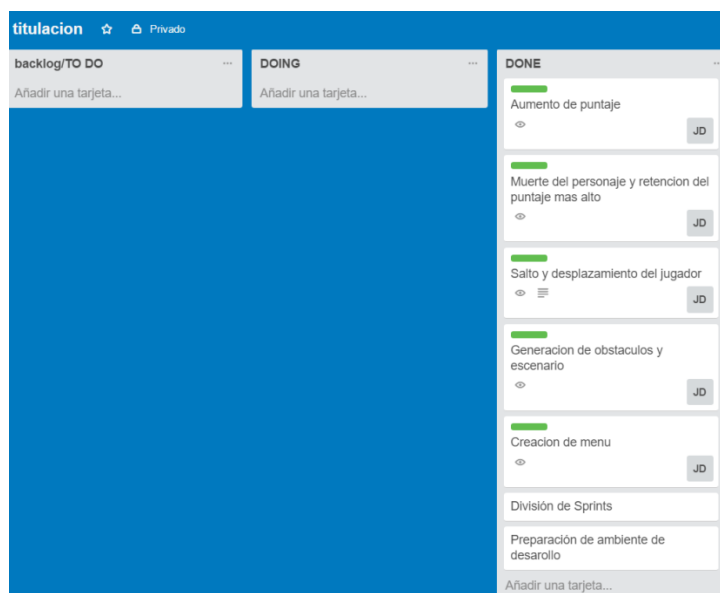 titulacion Privado
backlog/TO DO ...
Añadir una tarjeta...
DOING ...
Añadir una tarjeta...
DONE ...
Aumento de puntaje
JD
Muerte del personaje y retencion del
puntaje mas alto
JD
Salto y desplazamiento del jugador
JD
Generacion de obstaculos y
escenario
JD
Creacion de menu
JD
División de Sprints
Preparación de ambiente de
desarollo
Añadir una tarjeta...